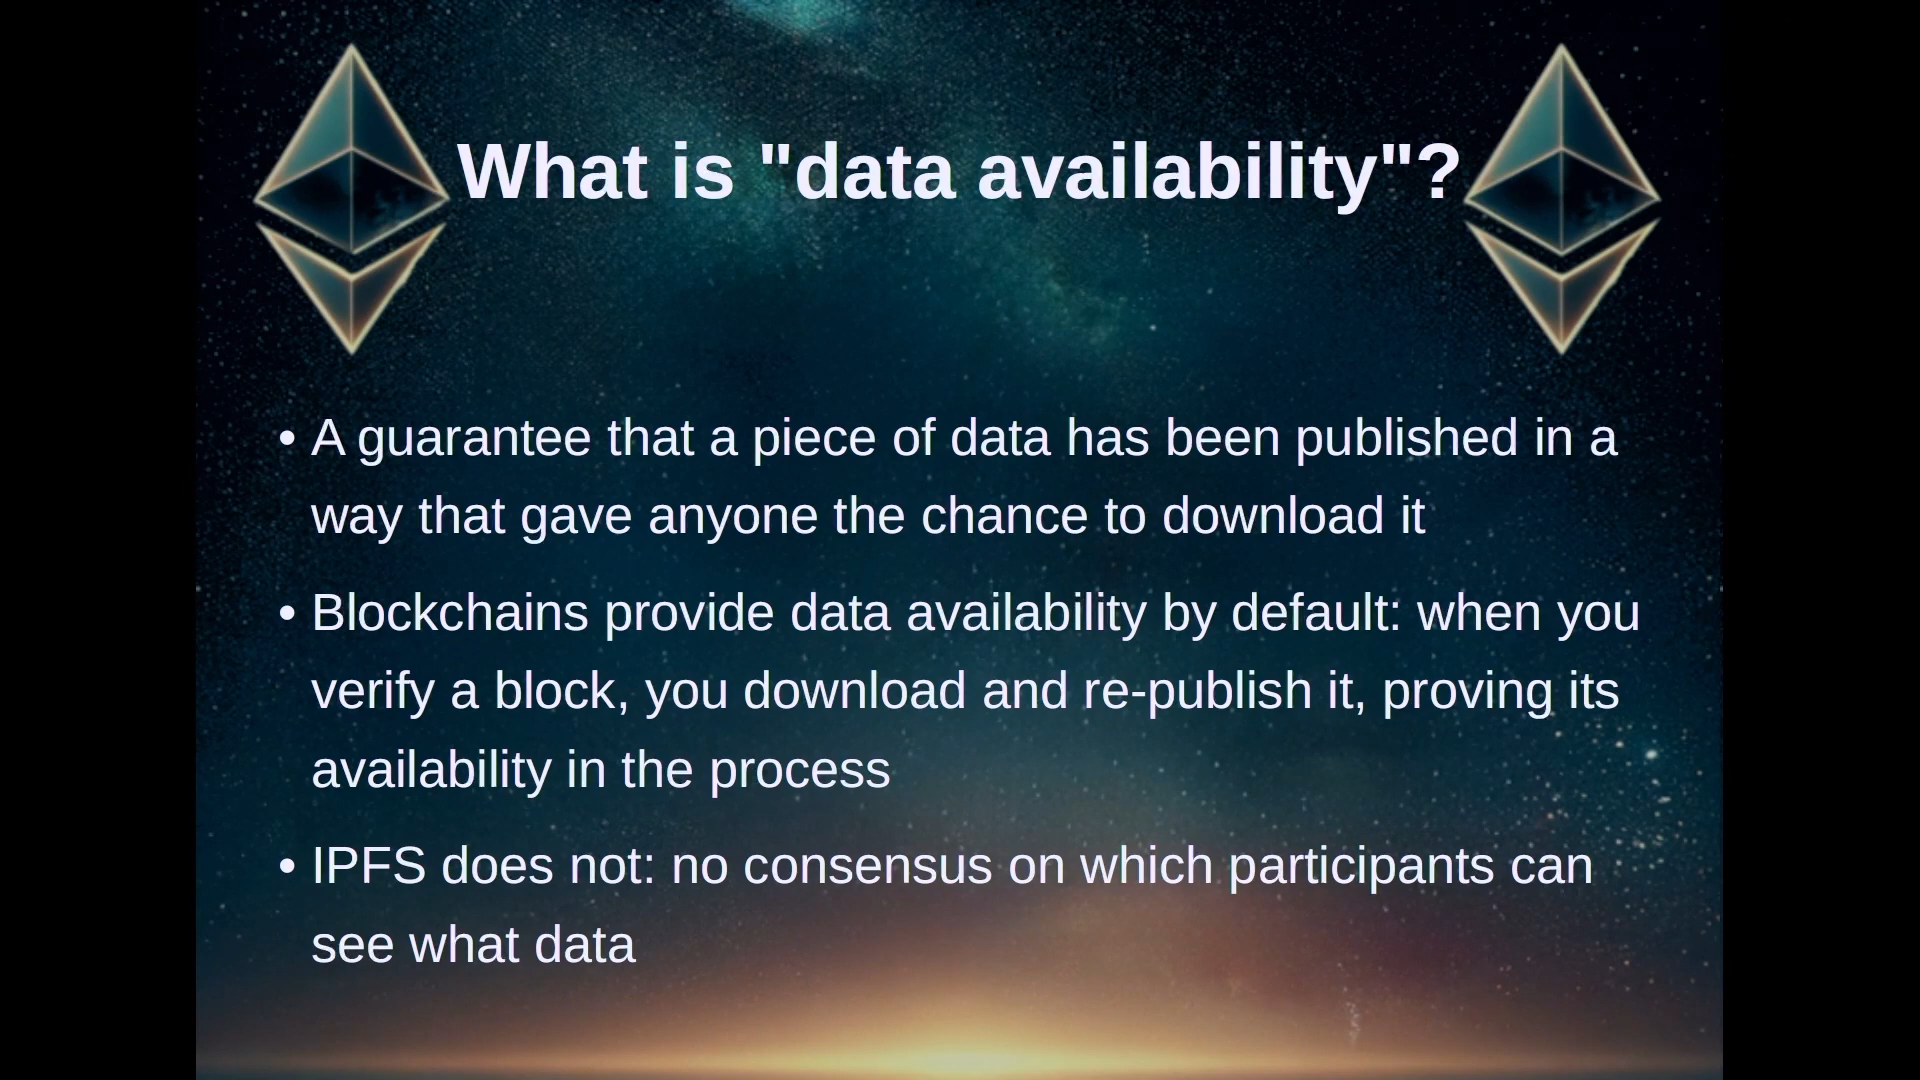 What is "data availability"?
• A guarantee that a piece of data has been published in a
way that gave anyone the chance to download it
• Blockchains provide data availability by default: when you
verify a block, you download and re-publish it, proving its
availability in the process
• IPFS does not: no consensus on which participants can
see what data